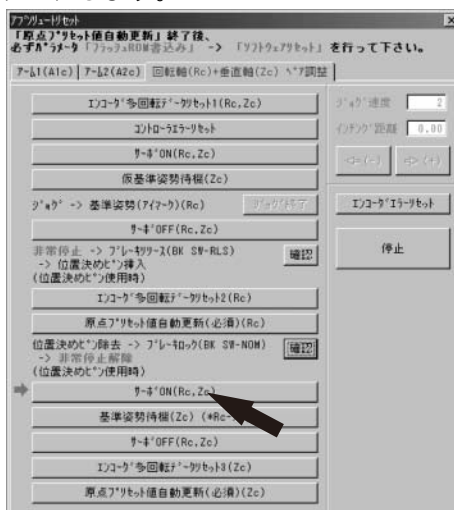 アブソリュートリセット
「原点プリセット値自動更新」終了後、
必ずパラメータ「フラッシュROM書込み」 -> 「ソフトウェアリセット」を行って下さい。
アーム1(A1c) アーム2(A2c) 回転軸(Rc)+垂直軸(Zc) ペア調整
エンコーダ多回転データリセット1(Rc,Zc)
コントローラエラーリセット
サーボON(Rc,Zc)
仮基準姿勢待機(Zc)
ジョグ -> 基準姿勢(アイマーク)(Rc) ジョグ終了
サーボOFF(Rc,Zc)
非常停止 -> ブレーキリリース(BK SW-RLS)
-> 位置決めピン挿入
(位置決めピン使用時)
確認
エンコーダ多回転データリセット2(Rc)
原点プリセット値自動更新(必須)(Rc)
位置決めピン除去 -> ブレーキロック(BK SW-NOM)
-> 非常停止解除
(位置決めピン使用時)
確認
サーボON(Rc,Zc)
基準姿勢待機(Zc) (*Rc-
サーボOFF(Rc,Zc)
エンコーダ多回転データリセット3(Zc)
原点プリセット値自動更新(必須)(Zc)
ジョグ速度 2
インチング距離 0.00
<=(-) =>(+)
エンコーダエラーリセット
停止